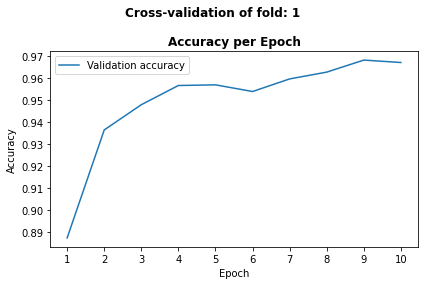 Cross-validation of fold: 1
Accuracy per Epoch
Validation accuracy
0.97
0.96
0.95
0.94
0.93
0.92
0.91
0.90
0.89
Accuracy
1 2 3 4 5 6 7 8 9 10
Epoch